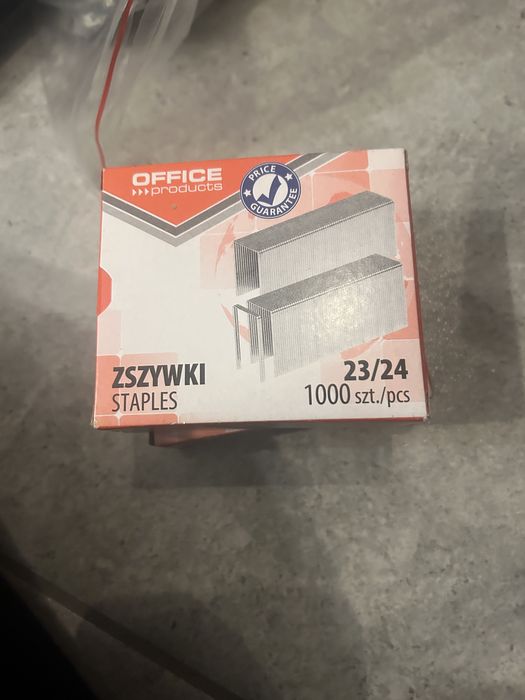 OFFICE
products
PRICE
GUARANTEE
ZSZYWKI
STAPLES
23/24
1000 szt./pcs